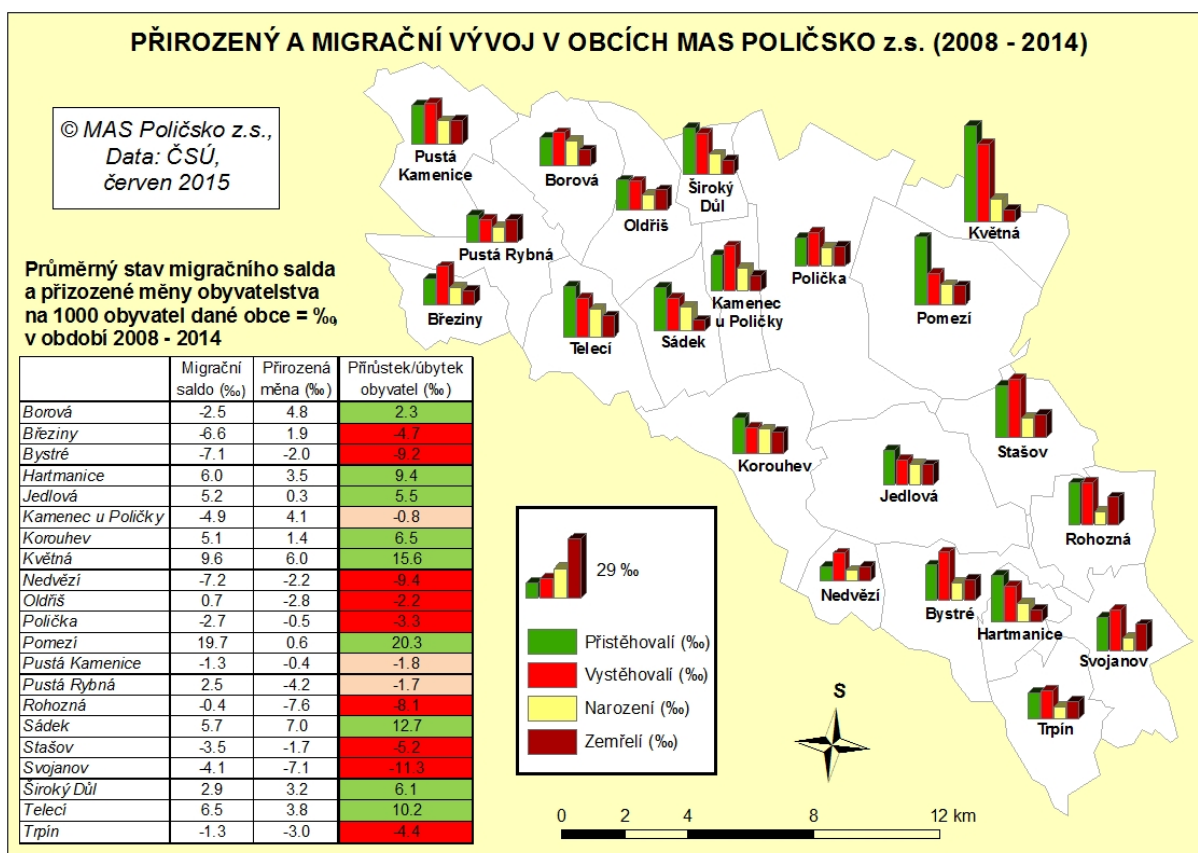 PŘIROZENÝ A MIGRAČNÍ VÝVOJ V OBCÍCH MAS POLIČSKO z.s. (2008 - 2014)
© MAS Poličsko z.s.,
Data: ČSÚ,
červen 2015
Pustá
Kamenice
Borová
Široký
Důl
Oldřiš
Květná
Pustá Rybná
Polička
Kamenec
u Poličky
Pomezí
Březiny
Telecí
Sádek
Průměrný stav migračního salda
a přizozené měny obyvatelstva
na 1000 obyvatel dané obce = ‰
v období 2008 - 2014
Migrační saldo (‰) Přirozená měna (‰) Přírůstek/úbytek obyvatel (‰)
Borová -2.5 4.8 2.3
Březiny -6.6 1.9 -4.7
Bystré -7.1 -2.0 -9.2
Hartmanice 6.0 3.5 9.4
Jedlová 5.2 0.3 5.5
Kamenec u Poličky -4.9 4.1 -0.8
Korouhev 5.1 1.4 6.5
Květná 9.6 6.0 15.6
Nedvězí -7.2 -2.2 -9.4
Oldřiš 0.7 -2.8 -2.2
Polička -2.7 -0.5 -3.3
Pomezí 19.7 0.6 20.3
Pustá Kamenice -1.3 -0.4 -1.8
Pustá Rybná 2.5 -4.2 -1.7
Rohozná -0.4 -7.6 -8.1
Sádek 5.7 7.0 12.7
Stašov -3.5 -1.7 -5.2
Svojanov -4.1 -7.1 -11.3
Široký Důl 2.9 3.2 6.1
Telecí 6.5 3.8 10.2
Trpín -1.3 -3.0 -4.4
Korouhev
Jedlová
Stašov
Rohozná
Nedvězí
Bystré
Hartmanice
Svojanov
Trpín
29 ‰
Přistěhovalí (‰)
Vystěhovalí (‰)
Narození (‰)
Zemřelí (‰)
S
0 2 4 8 12 km